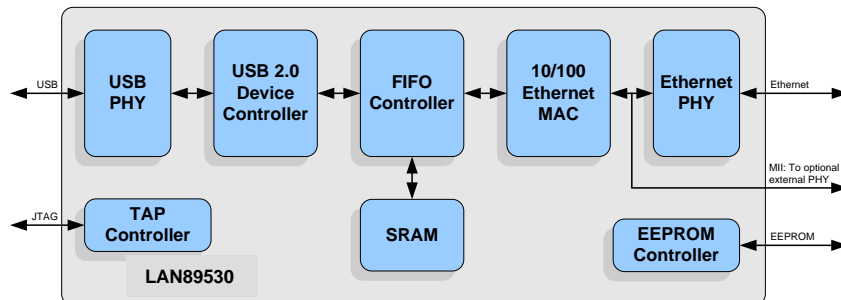 USB
USB
PHY
USB 2.0
Device
Controller
FIFO
Controller
10/100
Ethernet
MAC
Ethernet
PHY
Ethernet
MII: To optional
external PHY
JTAG
TAP
Controller
SRAM
EEPROM
Controller
EEPROM
LAN89530